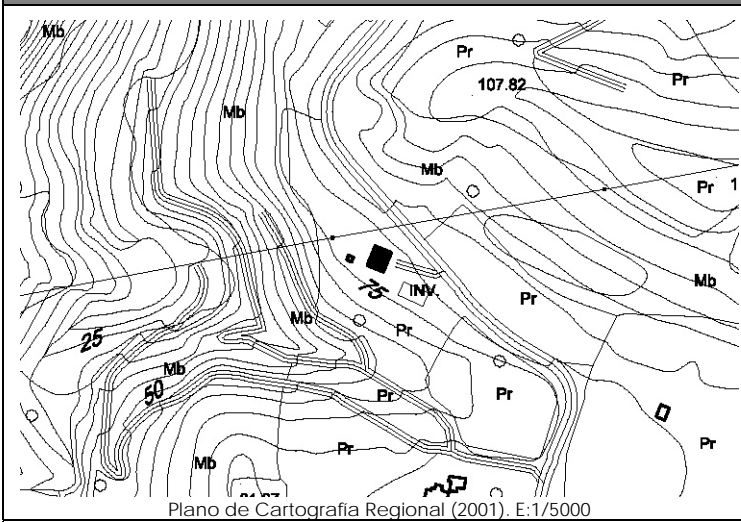 Mb
Pr
107.82
Pr
Mb
Mb
Pr
1
Mb
75
INV.
Pr
Mb
Pr
25
Mb
50
Pr
Pr
Pr
Pr
Mb
Plano de Cartografía Regional (2001). E:1/5000